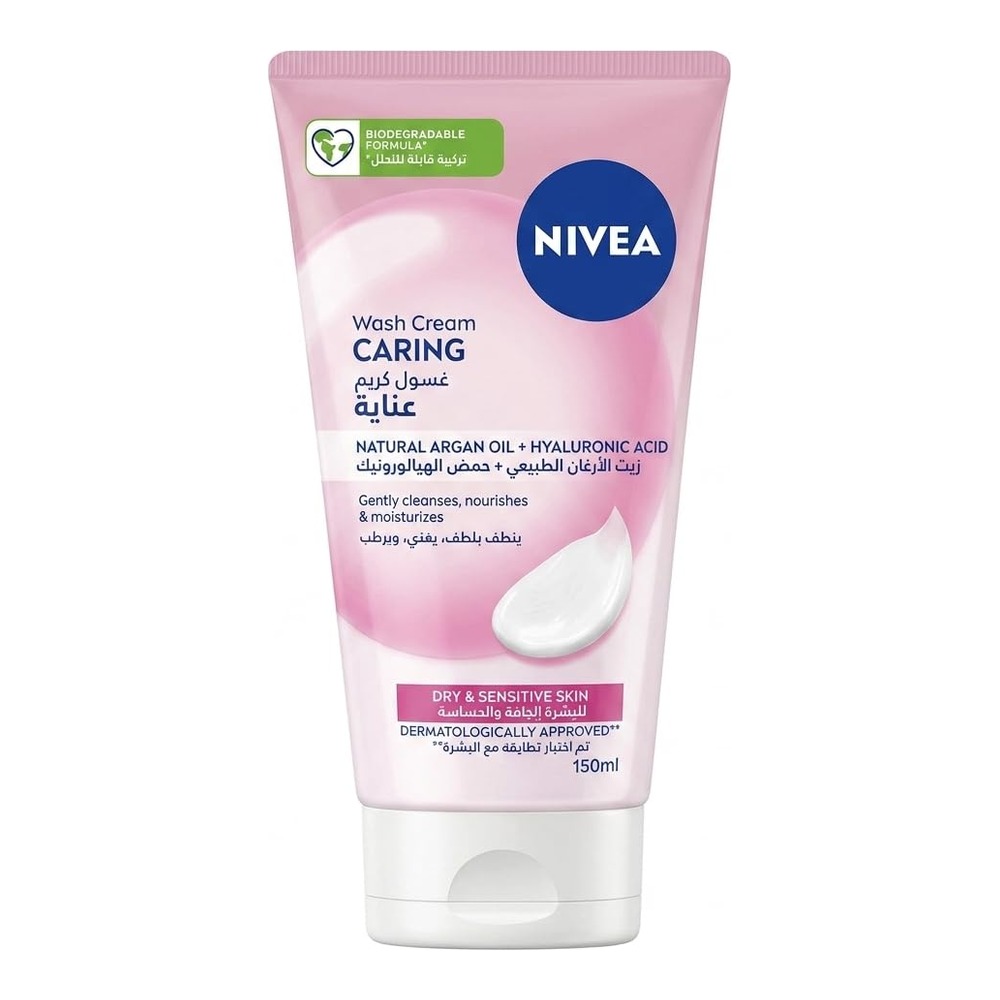 BIODEGRADABLE
FORMULA*
تركيبة قابلة للتحلل*
NIVEA
Wash Cream
CARING
غسول كريم
عناية
NATURAL ARGAN OIL + HYALURONIC ACID
زيت الأرغان الطبيعي + حمض الهيالورونيك
Gently cleanses, nourishes
& moisturizes
ينظف بلطف، يغني، ويرطب
DRY & SENSITIVE SKIN
للبشرة الجافة والحساسة
DERMATOLOGICALLY APPROVED**
تم اختبار تطابقه مع البشرة**
150ml